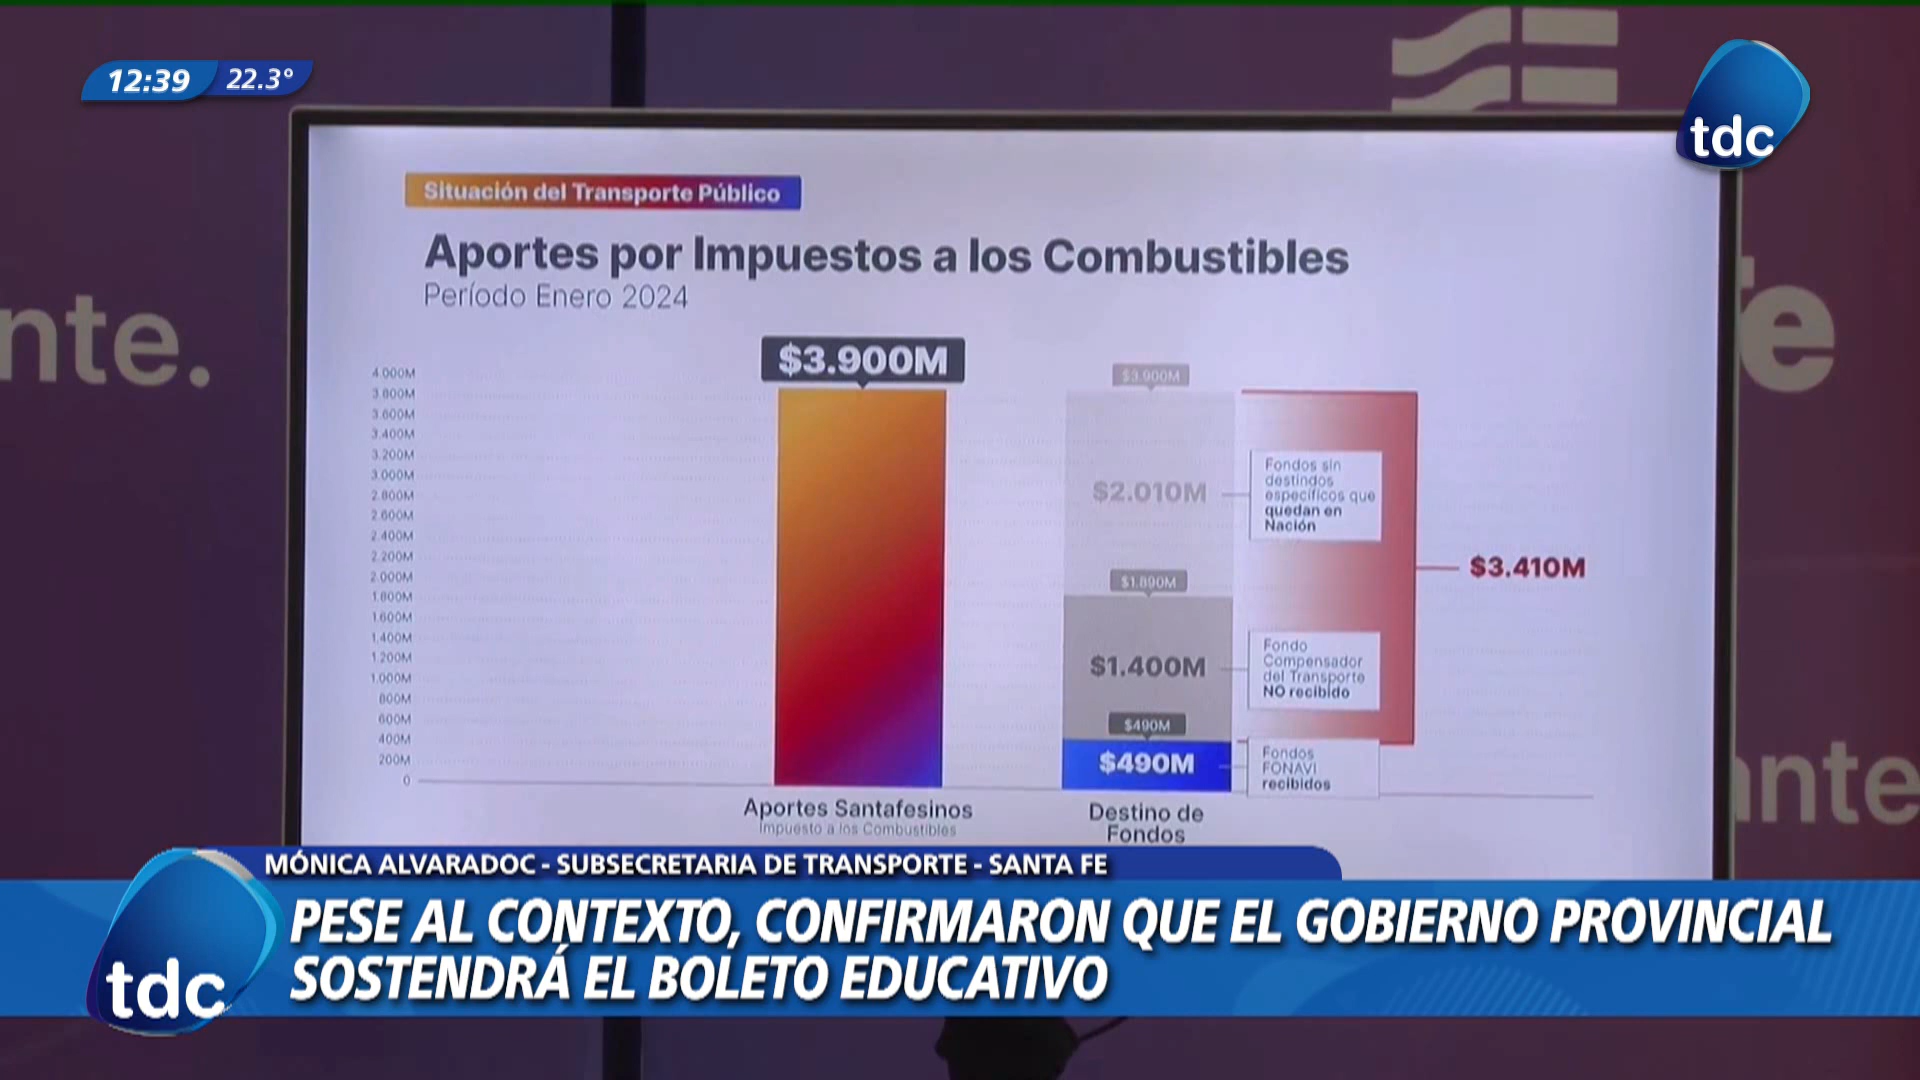 12:39 22.3°
tdc
nte.
e
ante
Situación del Transporte Público
Aportes por Impuestos a los Combustibles
Período Enero 2024
$3.900M
4.000M
3.800M
3.600M
3.400M
3.200M
3.000M
2.800M
2.600M
2.400M
2.200M
2.000M
1.800M
1.600M
1.400M
1.200M
1.000M
800M
600M
400M
200M
0
Aportes Santafesinos
Impuesto a los Combustibles
$3.900M
$2.010M
$1.890M
$1.400M
$490M
$490M
Destino de
Fondos
Fondos sin
destindos
específicos que
quedan en
Nación
Fondo
Compensador
del Transporte
NO recibido
Fondos
FONAVI
recibidos
$3.410M
MÓNICA ALVARADOC - SUBSECRETARIA DE TRANSPORTE - SANTA FE
PESE AL CONTEXTO, CONFIRMARON QUE EL GOBIERNO PROVINCIAL
SOSTENDRÁ EL BOLETO EDUCATIVO
tdc